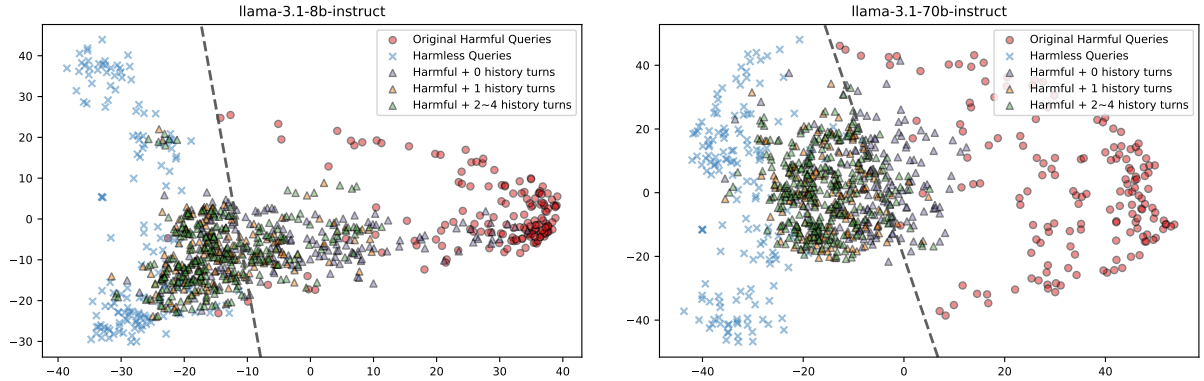 llama-3.1-8b-instruct
Original Harmful Queries
Harmless Queries
Harmful + 0 history turns
Harmful + 1 history turns
Harmful + 2~4 history turns
40
30
20
10
0
−10
−20
−30
−40 −30 −20 −10 0 10 20 30 40
llama-3.1-70b-instruct
Original Harmful Queries
Harmless Queries
Harmful + 0 history turns
Harmful + 1 history turns
Harmful + 2~4 history turns
40
20
0
−20
−40
−40 −20 0 20 40